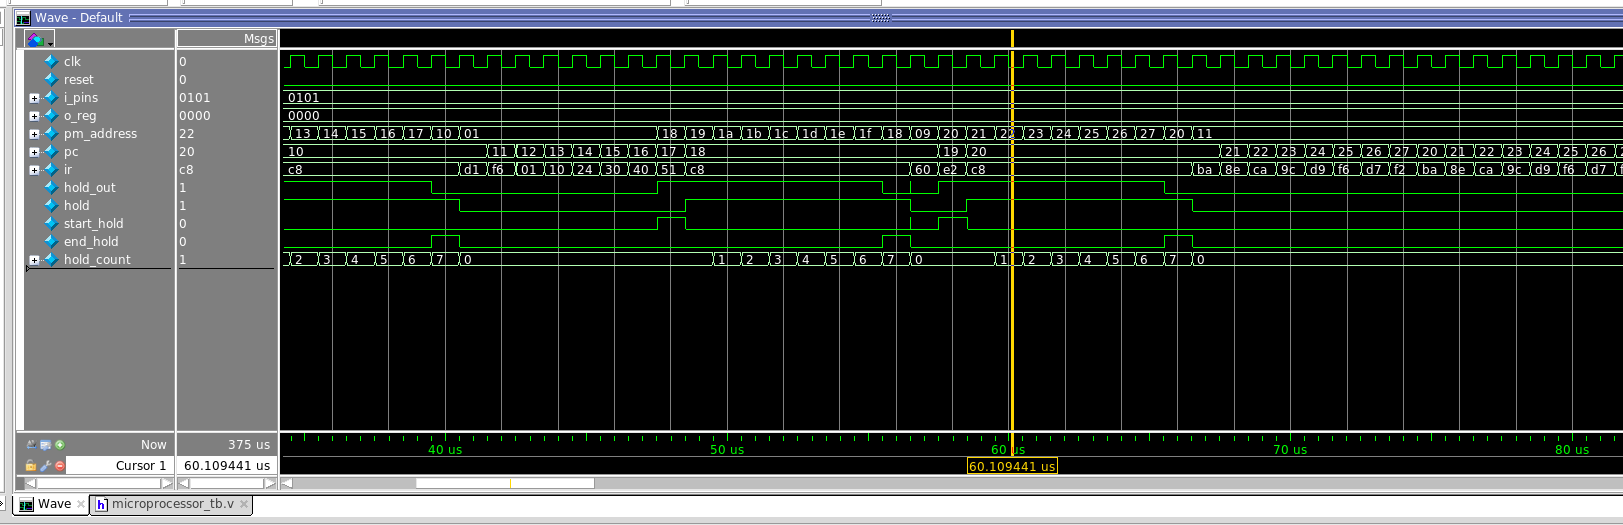 Wave - Default
Msgs
clk 0
reset 0
i_pins 0101 0101
o_reg 0000 0000
pm_address 22 13 14 15 16 17 10 01 18 19 1a 1b 1c 1d 1e 1f 18 09 20 21 22 23 24 25 26 27 20 11
pc 20 10 11 12 13 14 15 16 17 18 19 20 21 22 23 24 25 26 27 20 21 22 23 24 25 26
ir c8 c8 d1 f6 01 10 24 30 40 51 c8 60 e2 c8 ba 8e ca 9c d9 f6 d7 f2 ba 8e ca 9c d9 f6 d7
hold_out 1
hold 1
start_hold 0
end_hold 0
hold_count 1 2 3 4 5 6 7 0 1 2 3 4 5 6 7 0 1 2 3 4 5 6 7 0
Now 375 us 40 us 50 us 60 us 70 us 80 us
Cursor 1 60.109441 us 60.109441 us
Wave microprocessor_tb.v